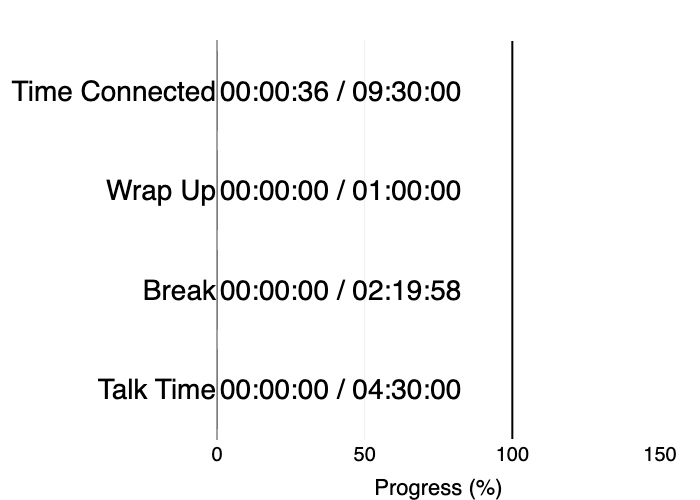 Time Connected 00:00:36 / 09:30:00
Wrap Up 00:00:00 / 01:00:00
Break 00:00:00 / 02:19:58
Talk Time 00:00:00 / 04:30:00
0 50 100 150
Progress (%)